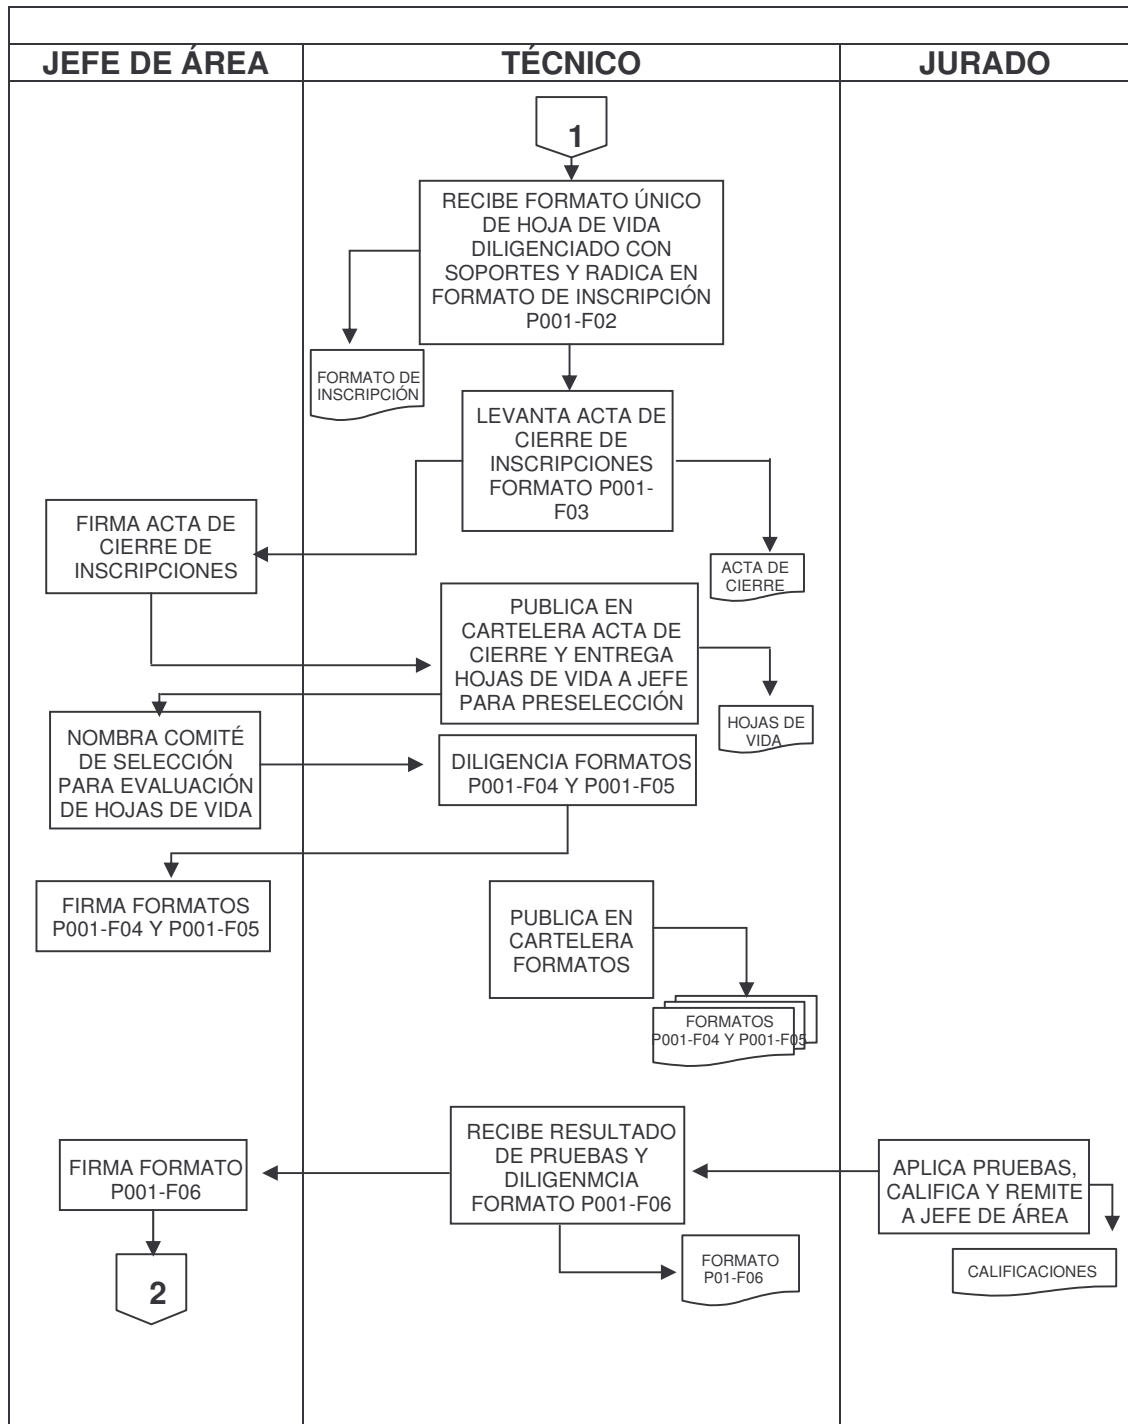 JEFE DE ÁREA
TÉCNICO
JURADO
1
RECIBE FORMATO ÚNICO
DE HOJA DE VIDA
DILIGENCIADO CON
SOPORTES Y RADICA EN
FORMATO DE INSCRIPCIÓN
P001-F02
FORMATO DE
INSCRIPCIÓN
LEVANTA ACTA DE
CIERRE DE
INSCRIPCIONES
FORMATO P001-
F03
FIRMA ACTA DE
CIERRE DE
INSCRIPCIONES
ACTA DE
CIERRE
PUBLICA EN
CARTELERA ACTA DE
CIERRE Y ENTREGA
HOJAS DE VIDA A JEFE
PARA PRESELECCIÓN
HOJAS DE
VIDA
NOMBRA COMITÉ
DE SELECCIÓN
PARA EVALUACIÓN
DE HOJAS DE VIDA
DILIGENCIA FORMATOS
P001-F04 Y P001-F05
FIRMA FORMATOS
P001-F04 Y P001-F05
PUBLICA EN
CARTELERA
FORMATOS
FORMATOS
P001-F04 Y P001-F05
RECIBE RESULTADO
DE PRUEBAS Y
DILIGENMCIA
FORMATO P001-F06
FIRMA FORMATO
P001-F06
APLICA PRUEBAS,
CALIFICA Y REMITE
A JEFE DE ÁREA
FORMATO
P01-F06
CALIFICACIONES
2